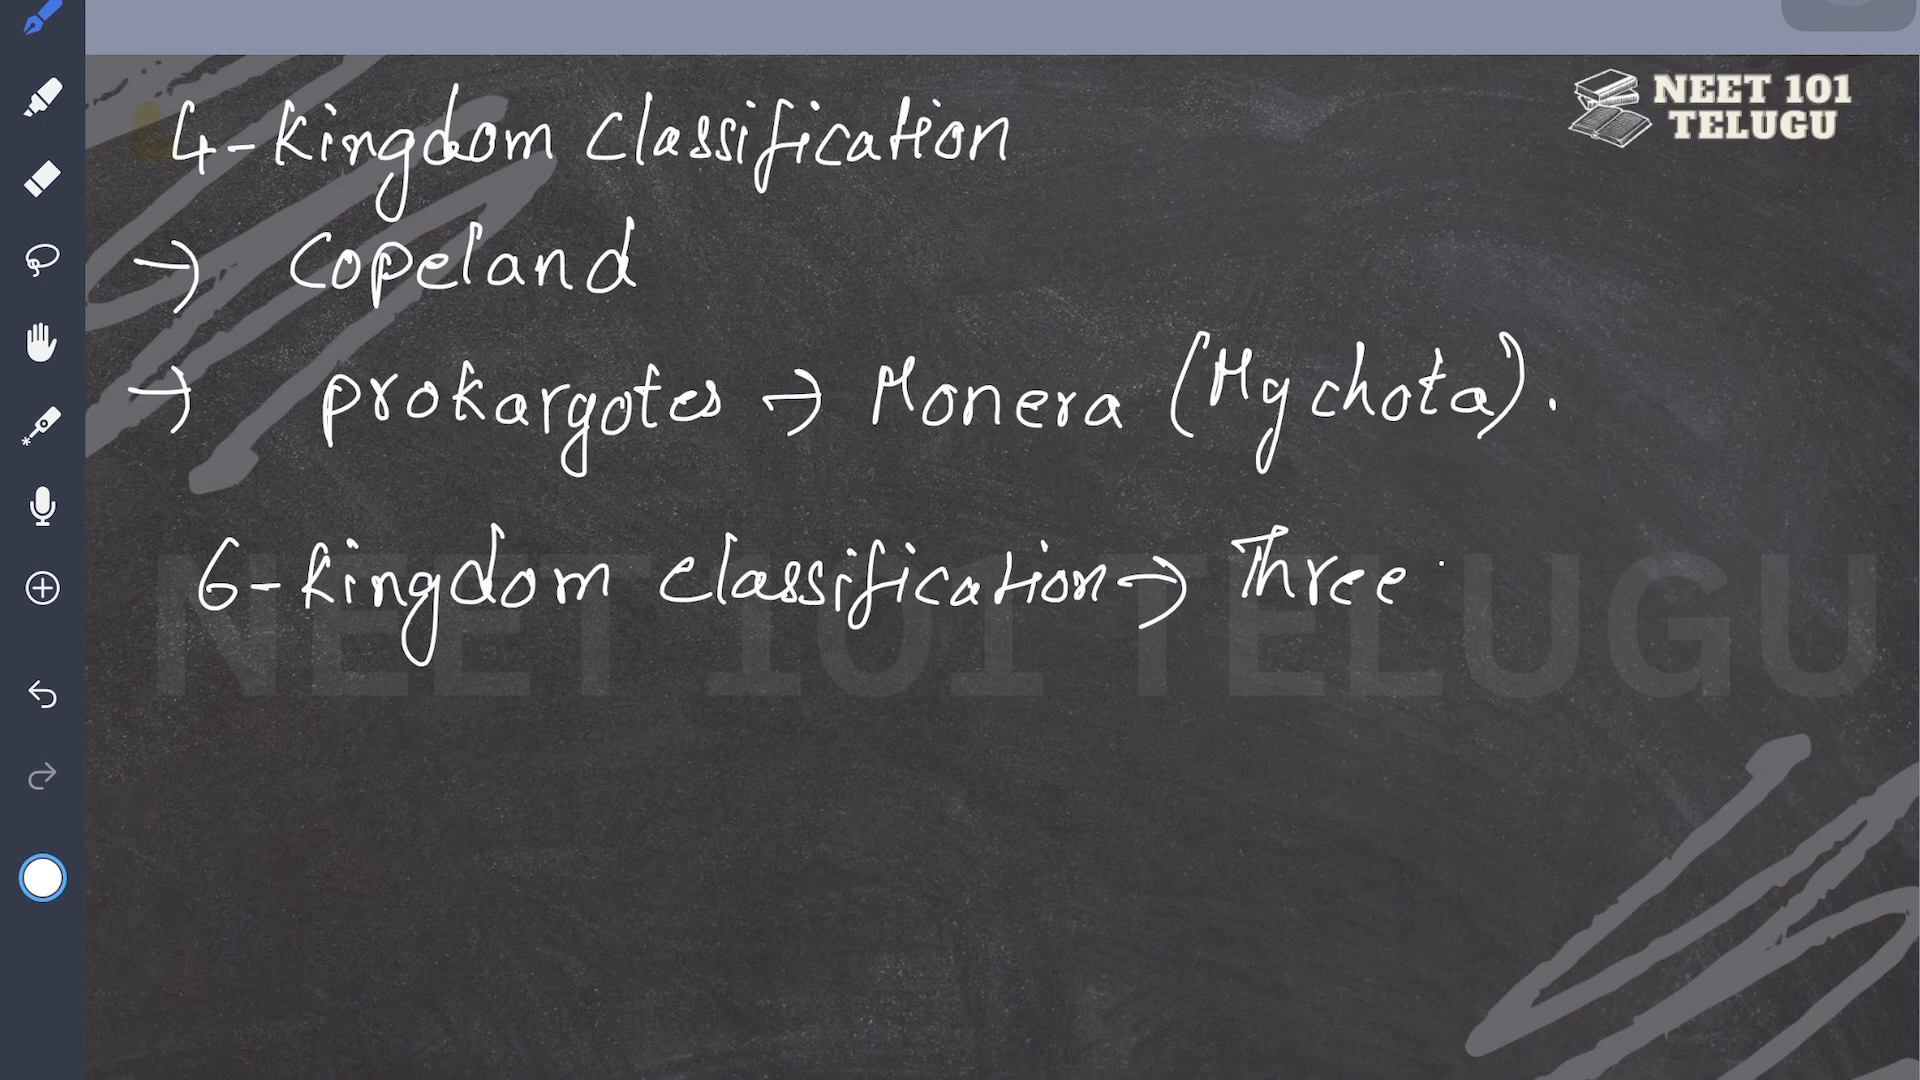 NEET 101
TELUGU
4-Kingdom classification
→ Copeland
→ prokaryotes → Monera (Mychota).
6-Kingdom classification → Three
NEET 101 TELUGU